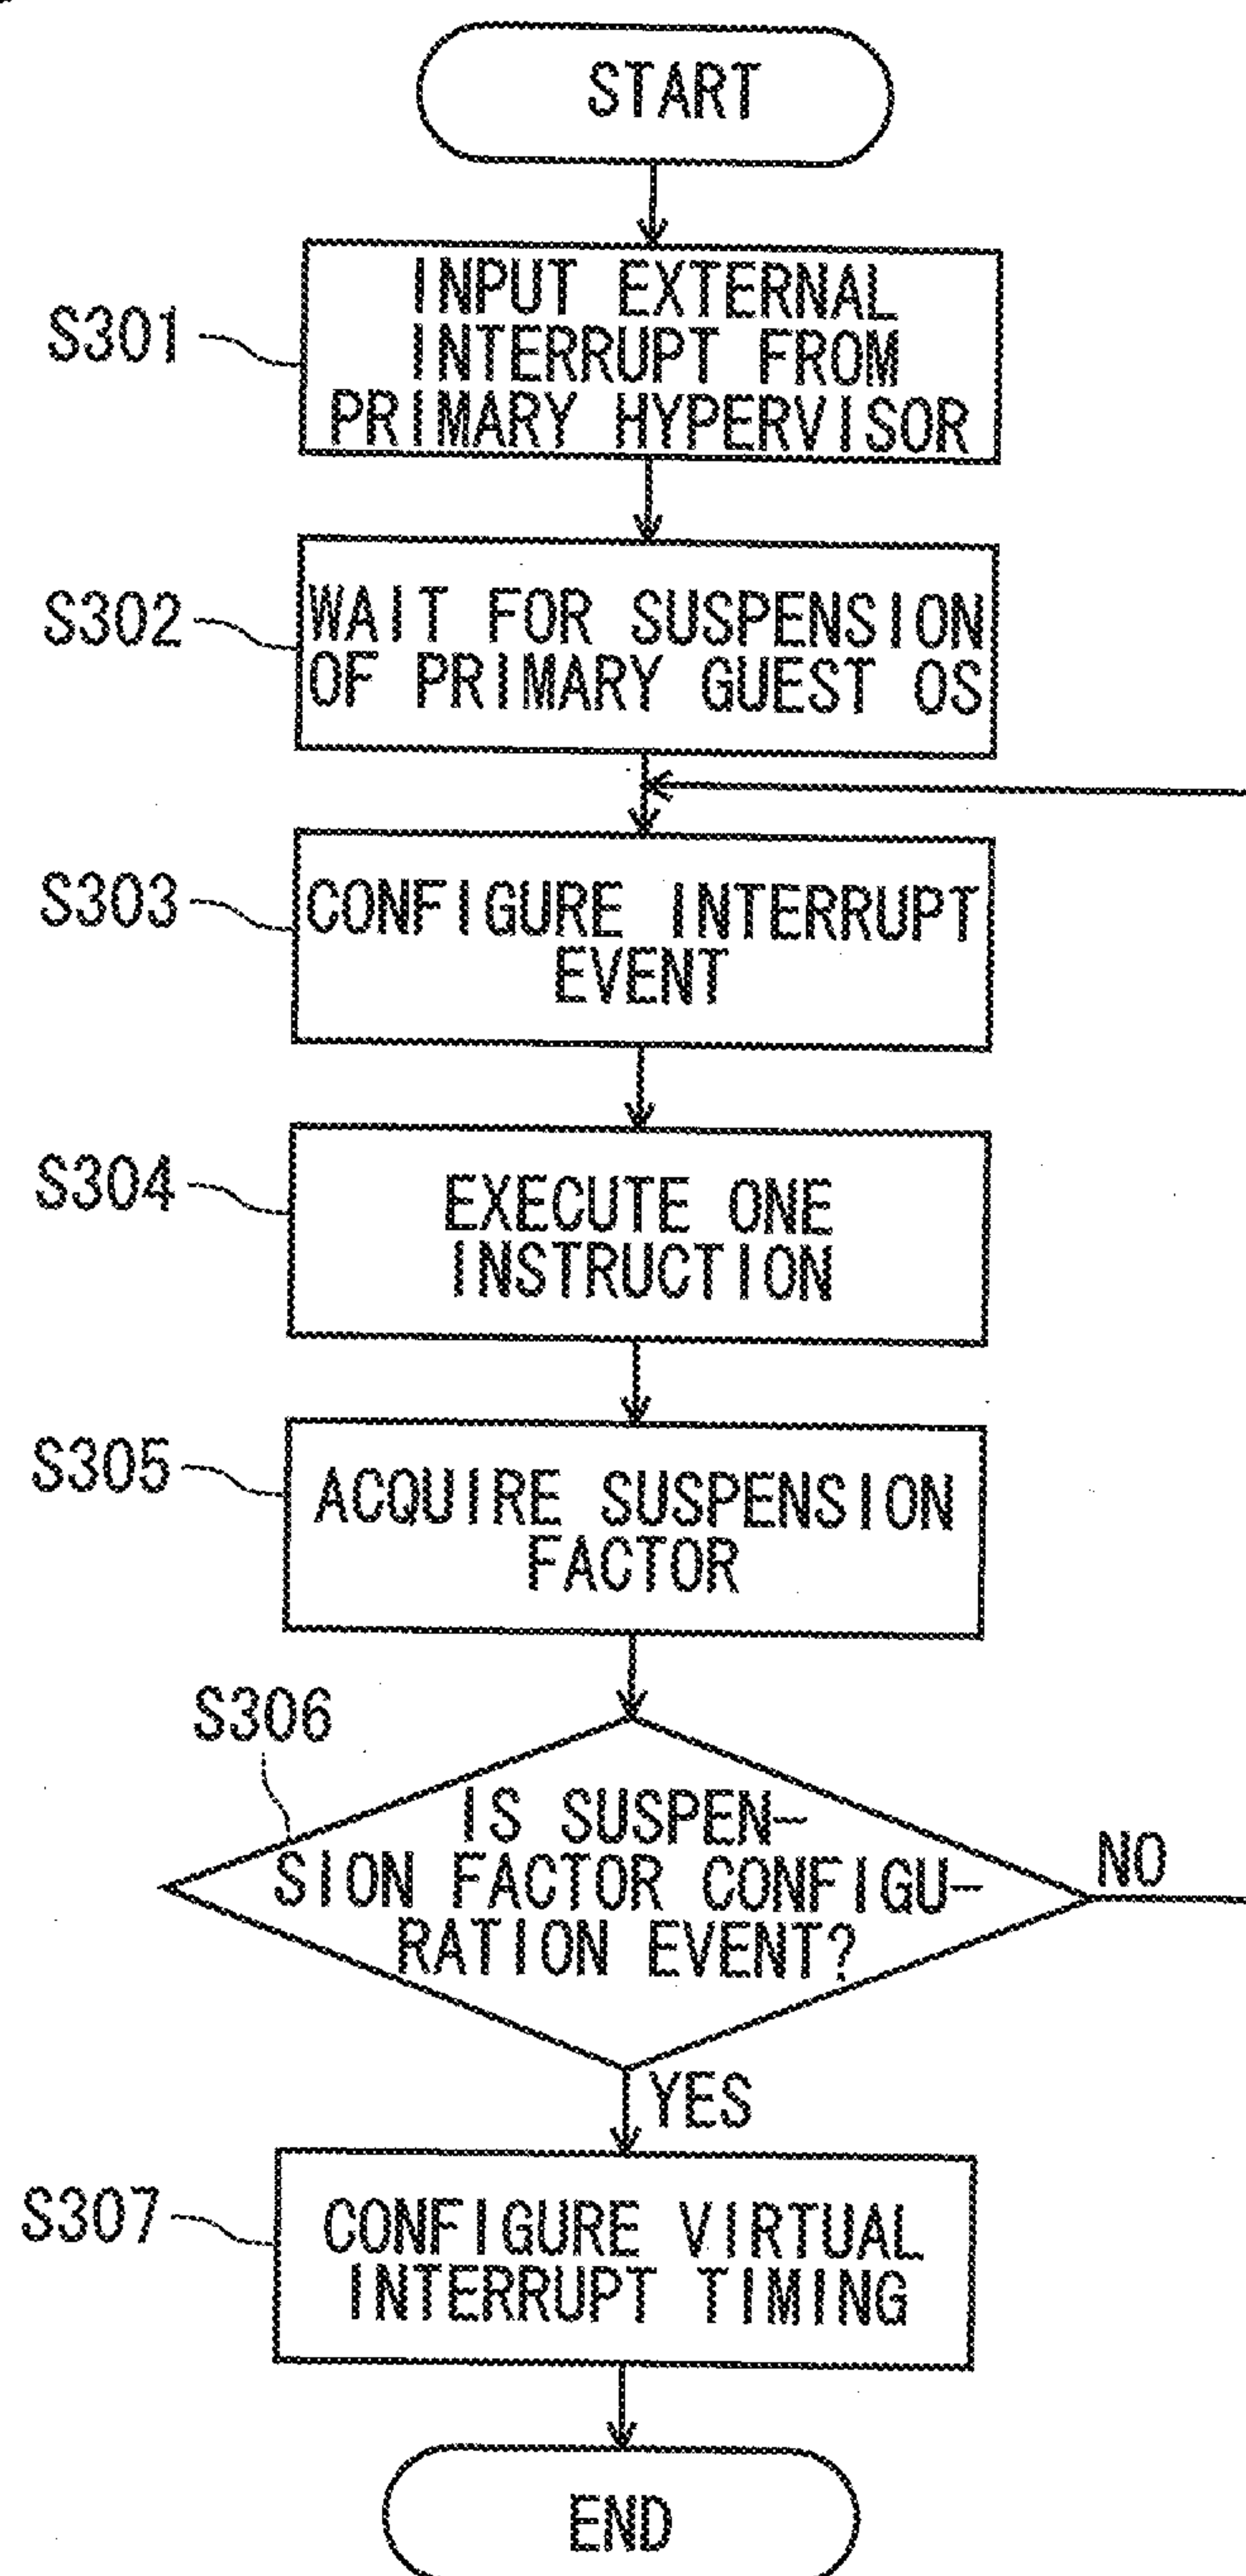 START
S301
INPUT EXTERNAL
INTERRUPT FROM
PRIMARY HYPERVISOR
S302
WAIT FOR SUSPENSION
OF PRIMARY GUEST OS
S303
CONFIGURE INTERRUPT
EVENT
S304
EXECUTE ONE
INSTRUCTION
S305
ACQUIRE SUSPENSION
FACTOR
S306
IS SUSPEN-
SION FACTOR CONFIGU-
RATION EVENT?
NO
YES
S307
CONFIGURE VIRTUAL
INTERRUPT TIMING
END